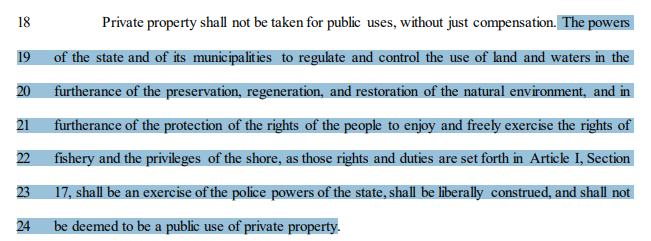 18 Private property shall not be taken for public uses, without just compensation. The powers
19 of the state and of its municipalities to regulate and control the use of land and waters in the
20 furtherance of the preservation, regeneration, and restoration of the natural environment, and in
21 furtherance of the protection of the rights of the people to enjoy and freely exercise the rights of
22 fishery and the privileges of the shore, as those rights and duties are set forth in Article I, Section
23 17, shall be an exercise of the police powers of the state, shall be liberally construed, and shall not
24 be deemed to be a public use of private property.